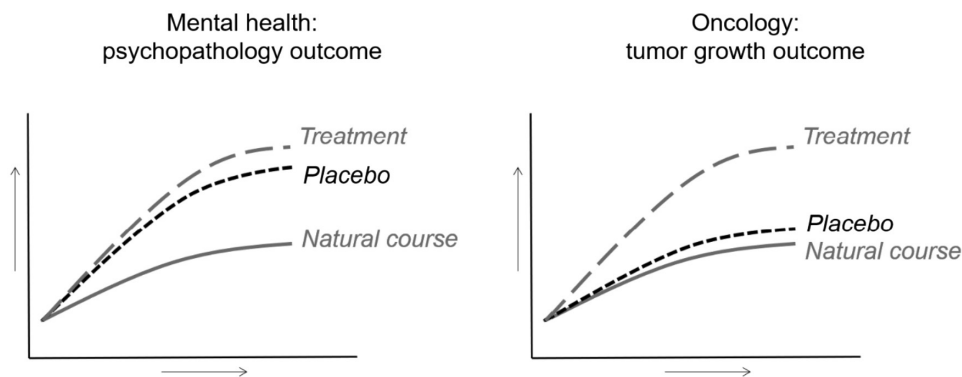 Mental health:
psychopathology outcome
Treatment
Placebo
Natural course
Oncology:
tumor growth outcome
Treatment
Placebo
Natural course